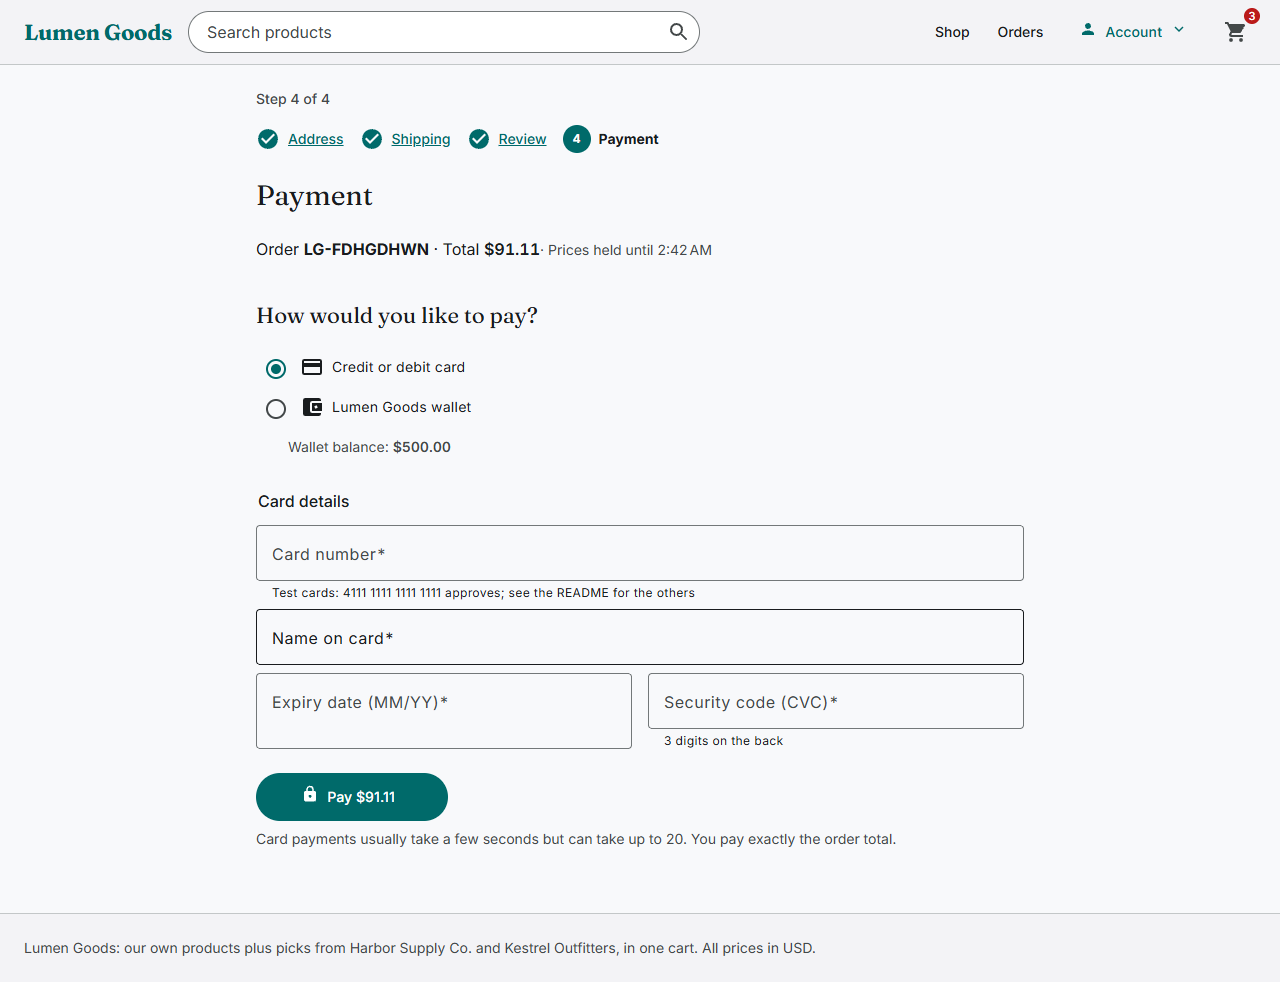 Lumen Goods
Search products
Shop
Orders
Account
3
Step 4 of 4
Address
Shipping
Review
4
Payment
Payment
Order LG-FDHGDHWN · Total $91.11 · Prices held until 2:42 AM
How would you like to pay?
Credit or debit card
Lumen Goods wallet
Wallet balance: $500.00
Card details
Card number*
Test cards: 4111 1111 1111 1111 approves; see the README for the others
Name on card*
Expiry date (MM/YY)*
Security code (CVC)*
3 digits on the back
Pay $91.11
Card payments usually take a few seconds but can take up to 20. You pay exactly the order total.
Lumen Goods: our own products plus picks from Harbor Supply Co. and Kestrel Outfitters, in one cart. All prices in USD.